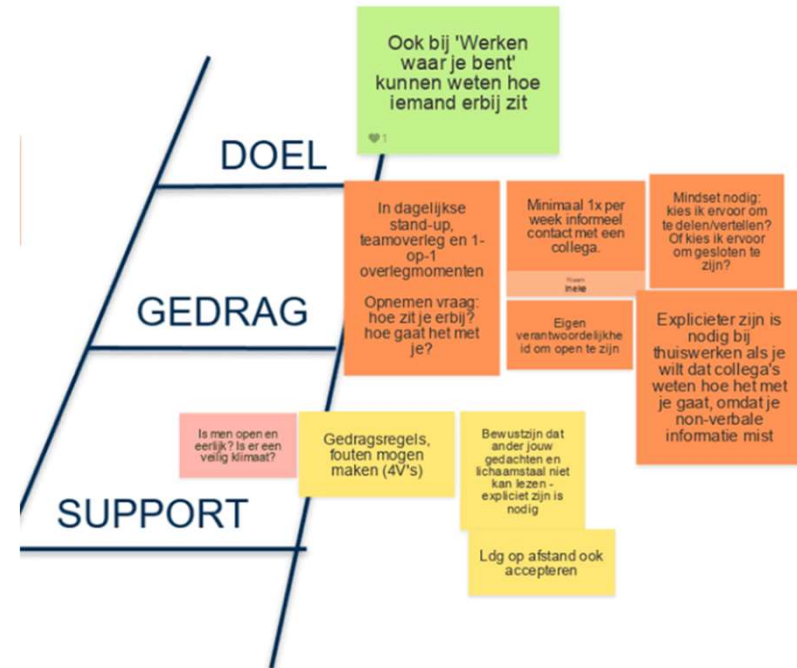 Ook bij 'Werken
waar je bent'
kunnen weten hoe
iemand erbij zit
1
DOEL
In dagelijkse
stand-up,
teamoverleg en 1-
op-1
overlegmomenten
Opnemen vraag:
hoe zit je erbij?
hoe gaat het met
je?
Minimaal 1x per
week informeel
contact met een
collega.
Naam
ineke
Mindset nodig:
kies ik ervoor om
te delen/vertellen?
Of kies ik ervoor
om gesloten te
zijn?
GEDRAG
Eigen
verantwoordelijkhe
id om open te zijn
Explicieter zijn is
nodig bij
thuiswerken als je
wilt dat collega's
weten hoe het met
je gaat, omdat je
non-verbale
informatie mist
Is men open en
eerlijk? Is er een
veilig klimaat?
Gedragsregels,
fouten mogen
maken (4V's)
Bewustzijn dat
ander jouw
gedachten en
lichaamstaal niet
kan lezen -
expliciet zijn is
nodig
SUPPORT
Ldg op afstand ook
accepteren